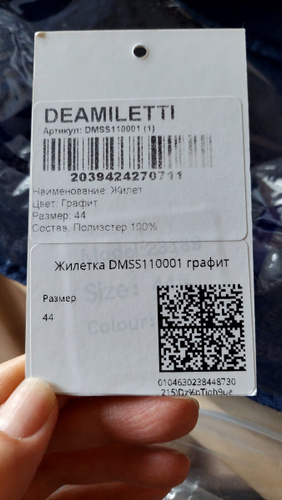 DEAMILETTI
Артикул: DMSS110001 (1)
2039424270711
Наименование: Жилет
Цвет: Графит
Размер: 44
Состав: Полиэстер 100%
Size:
Colour:
Жилетка DMSS110001 графит
Размер
44
0104630238448730